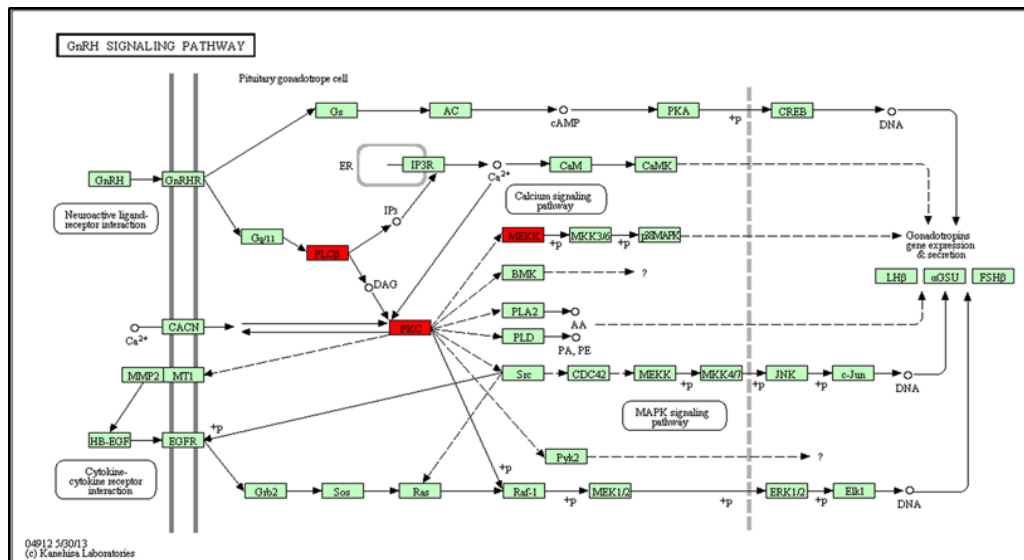 GnRH SIGNALING PATHWAY
Pituitary gonadotrope cell
Gs
AC
cAMP
PKA
+p
CREB
DNA
ER
IP3R
Ca2+
CaM
CaMK
GnRH
GnRHR
Neuroactive ligand-
receptor interaction
Calcium signaling
pathway
IP3
Gq/11
PLCβ
MEKK
+p
MKK3/6
+p
p38MAPK
Gonadotropins
gene expression
& secretion
LHβ
αGSU
FSHβ
DAG
BMK
?
CACN
Ca2+
PKC
PLA2
AA
PLD
PA, PE
MMP2
MT1
Src
CDC42
MEKK
+p
MKK4/7
+p
JNK
+p
c-Jun
DNA
MAPK signaling
pathway
HB-EGF
+p
EGFR
Pyk2
?
Cytokine-
cytokine receptor
interaction
Grb2
Sos
Ras
+p
Raf-1
+p
MEK1/2
+p
ERK1/2
+p
Elk1
DNA
04912 5/30/13
(c) Kanehisa Laboratories